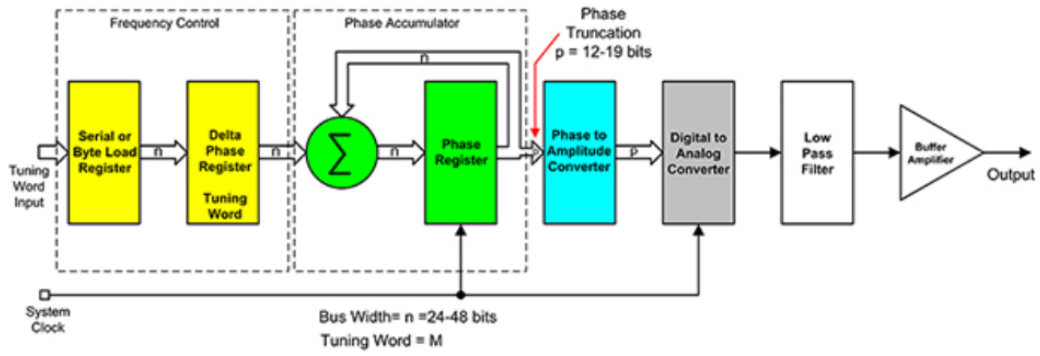 Frequency Control
Phase Accumulator
Phase
Truncation
p = 12-19 bits
Tuning
Word
Input
Serial or
Byte Load
Register
n
Delta
Phase
Register
Tuning
Word
n
Σ
n
n
Phase
Register
p
Phase to
Amplitude
Converter
P
Digital to
Analog
Converter
Low
Pass
Filter
Buffer
Amplifier
Output
System
Clock
Bus Width= n =24-48 bits
Tuning Word = M